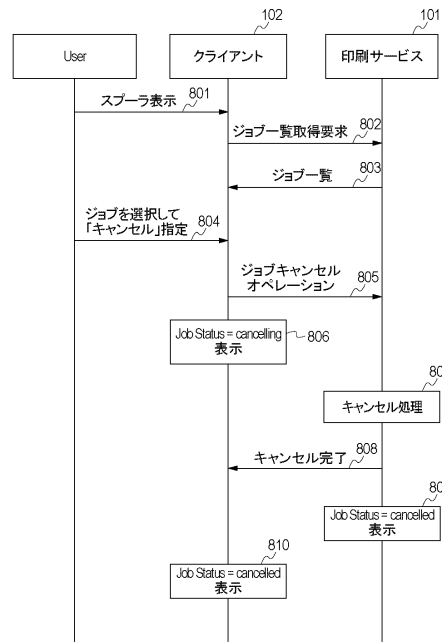 102
101
User
クライアント
印刷サービス
スプーラ表示
801
ジョブ一覧取得要求
802
ジョブ一覧
803
ジョブを選択して
「キャンセル」指定
804
ジョブキャンセル
オペレーション
805
Job Status = cancelling
表示
806
80
キャンセル処理
キャンセル完了
808
80
Job Status = cancelled
表示
810
Job Status = cancelled
表示